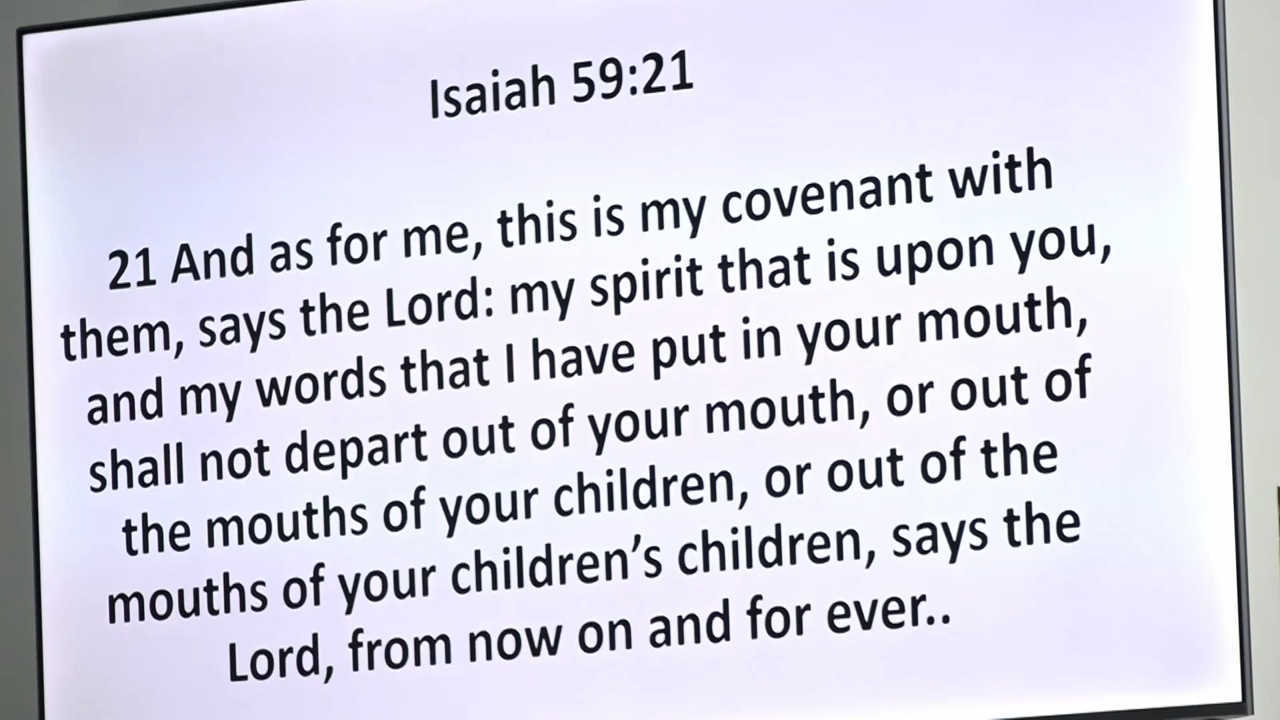 Isaiah 59:21
21 And as for me, this is my covenant with
them, says the Lord: my spirit that is upon you,
and my words that I have put in your mouth,
shall not depart out of your mouth, or out of
the mouths of your children, or out of the
mouths of your children’s children, says the
Lord, from now on and for ever..